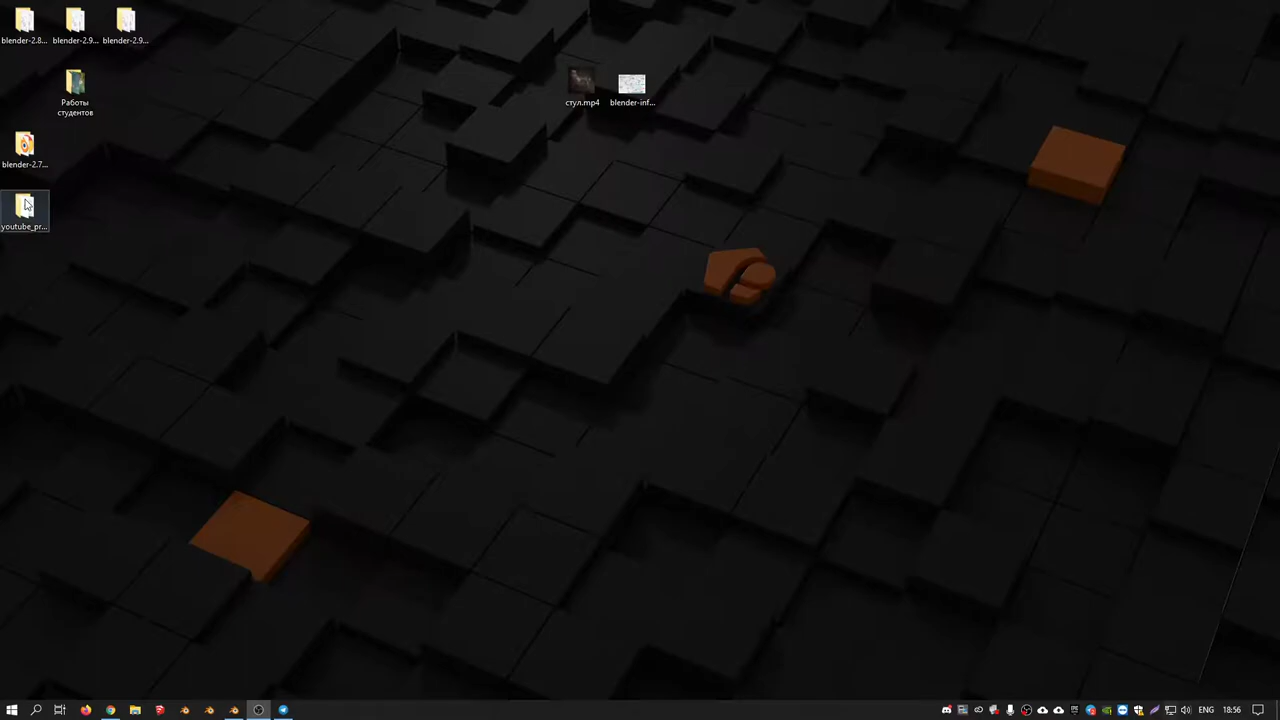 blender-2.8...
blender-2.9...
blender-2.9...
Работы
студентов
стул.mp4
blender-inf...
blender-2.7...
youtube_pr...
ENG
18:56